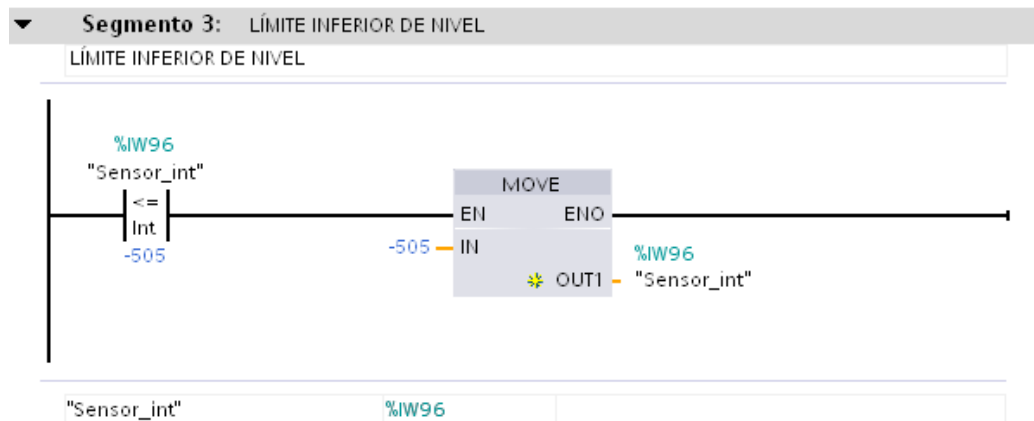 Segmento 3: LÍMITE INFERIOR DE NIVEL
LÍMITE INFERIOR DE NIVEL
%IW96
"Sensor_int"
<=
Int
-505
MOVE
EN ENO
-505 IN
OUT1
%IW96
"Sensor_int"
"Sensor_int" %IW96